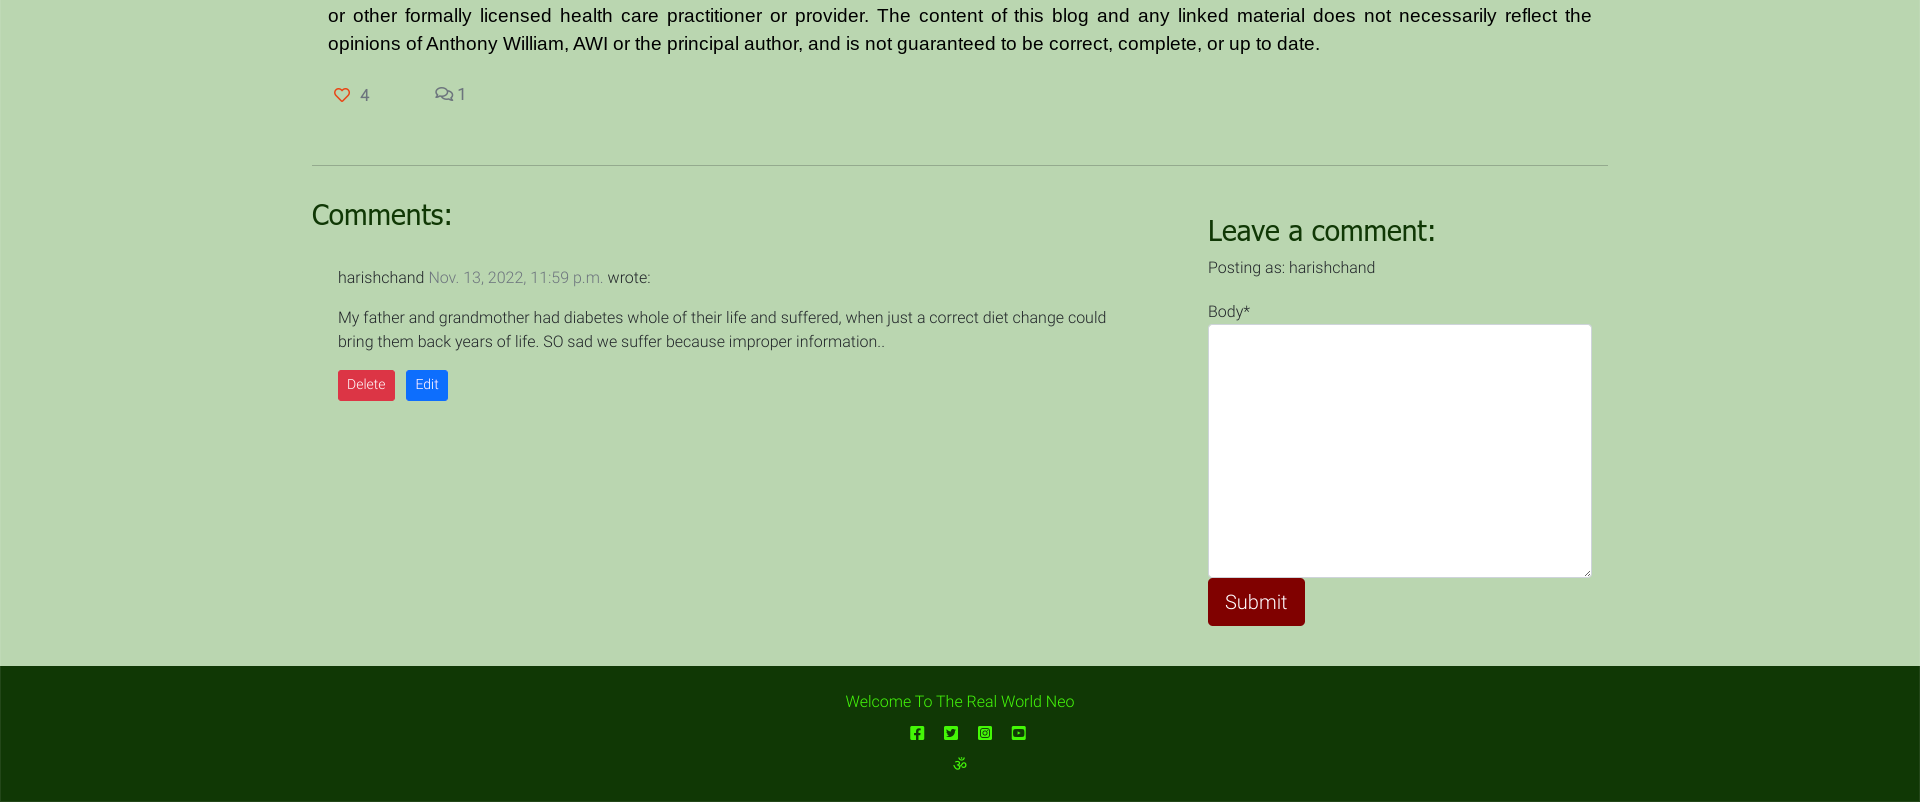 or other formally licensed health care practitioner or provider. The content of this blog and any linked material does not necessarily reflect the
opinions of Anthony William, AWI or the principal author, and is not guaranteed to be correct, complete, or up to date.
4
1
Comments:
harishchand Nov. 13, 2022, 11:59 p.m. wrote:
My father and grandmother had diabetes whole of their life and suffered, when just a correct diet change could
bring them back years of life. SO sad we suffer because improper information..
Delete
Edit
Leave a comment:
Posting as: harishchand
Body*
Submit
Welcome To The Real World Neo
ॐ